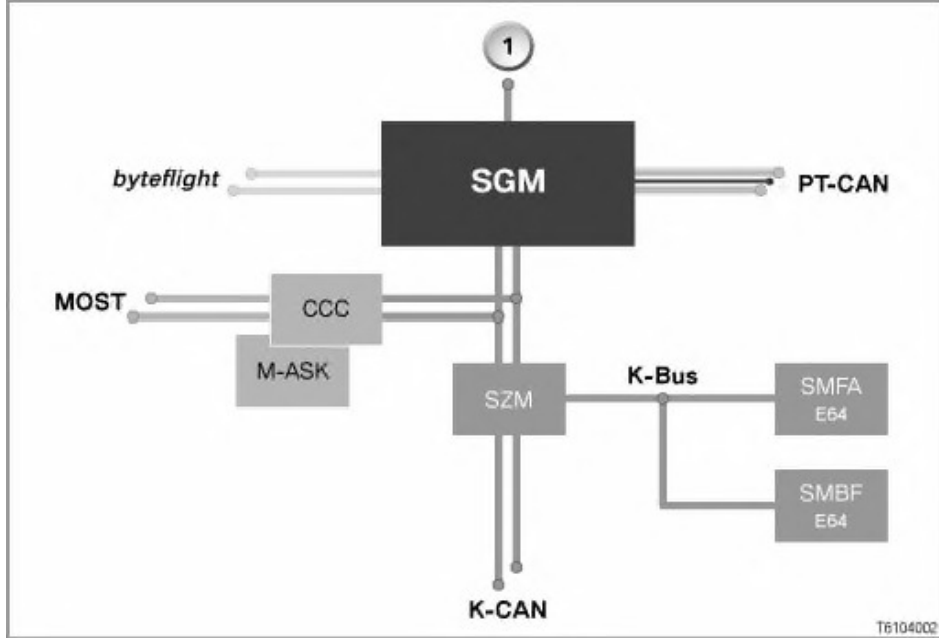 1
SGM
byteflight
PT-CAN
MOST
CCC
M-ASK
K-Bus
SZM
SMFA
E64
SMBF
E64
K-CAN
T6104002